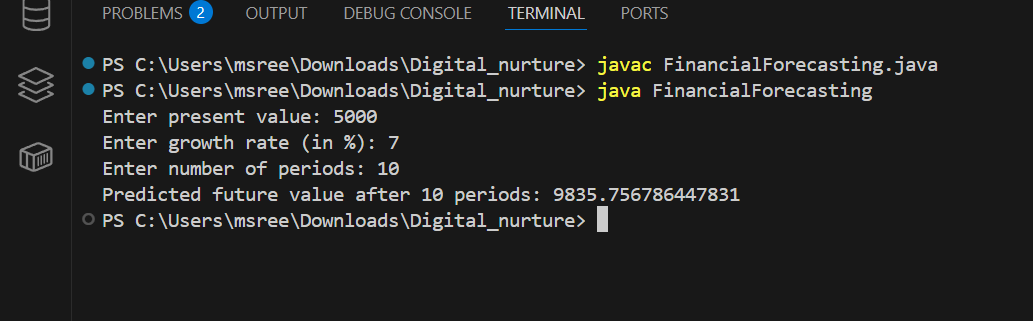 PROBLEMS 2 OUTPUT DEBUG CONSOLE TERMINAL PORTS
PS C:\Users\msree\Downloads\Digital_nurture> javac FinancialForecasting.java
PS C:\Users\msree\Downloads\Digital_nurture> java FinancialForecasting
Enter present value: 5000
Enter growth rate (in %): 7
Enter number of periods: 10
Predicted future value after 10 periods: 9835.756786447831
PS C:\Users\msree\Downloads\Digital_nurture>